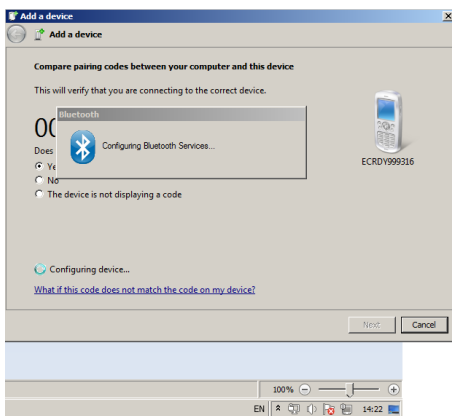 Add a device
Add a device
Compare pairing codes between your computer and this device
This will verify that you are connecting to the correct device.
Bluetooth
Configuring Bluetooth Services...
Does
ECRDY999316
No
The device is not displaying a code
Configuring device...
What if this code does not match the code on my device?
Next Cancel
100%
EN 14:22